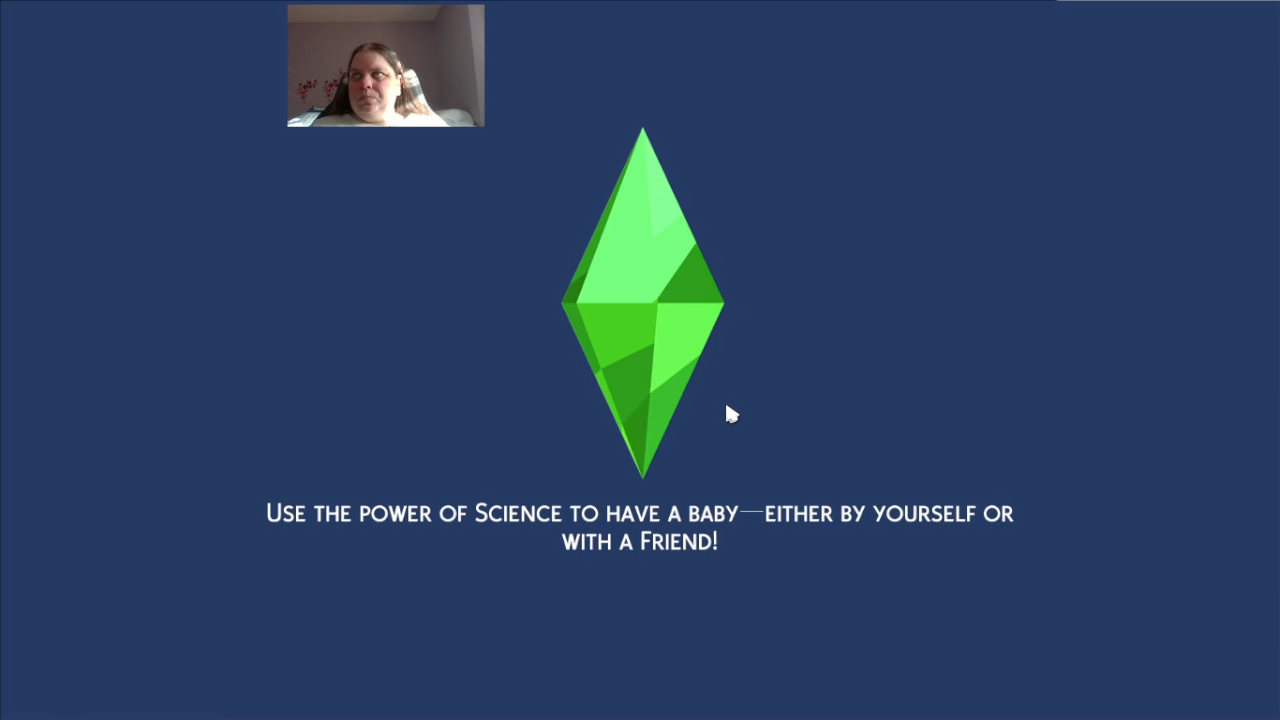 Use the power of Science to have a baby—either by yourself or
with a Friend!